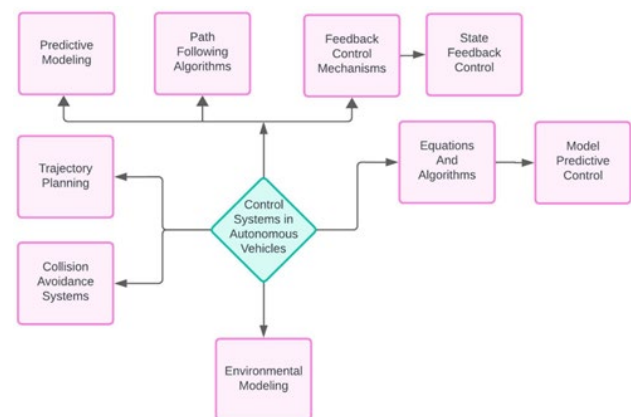 Predictive
Modeling
Path
Following
Algorithms
Feedback
Control
Mechanisms
State
Feedback
Control
Trajectory
Planning
Equations
And
Algorithms
Model
Predictive
Control
Control
Systems in
Autonomous
Vehicles
Collision
Avoidance
Systems
Environmental
Modeling